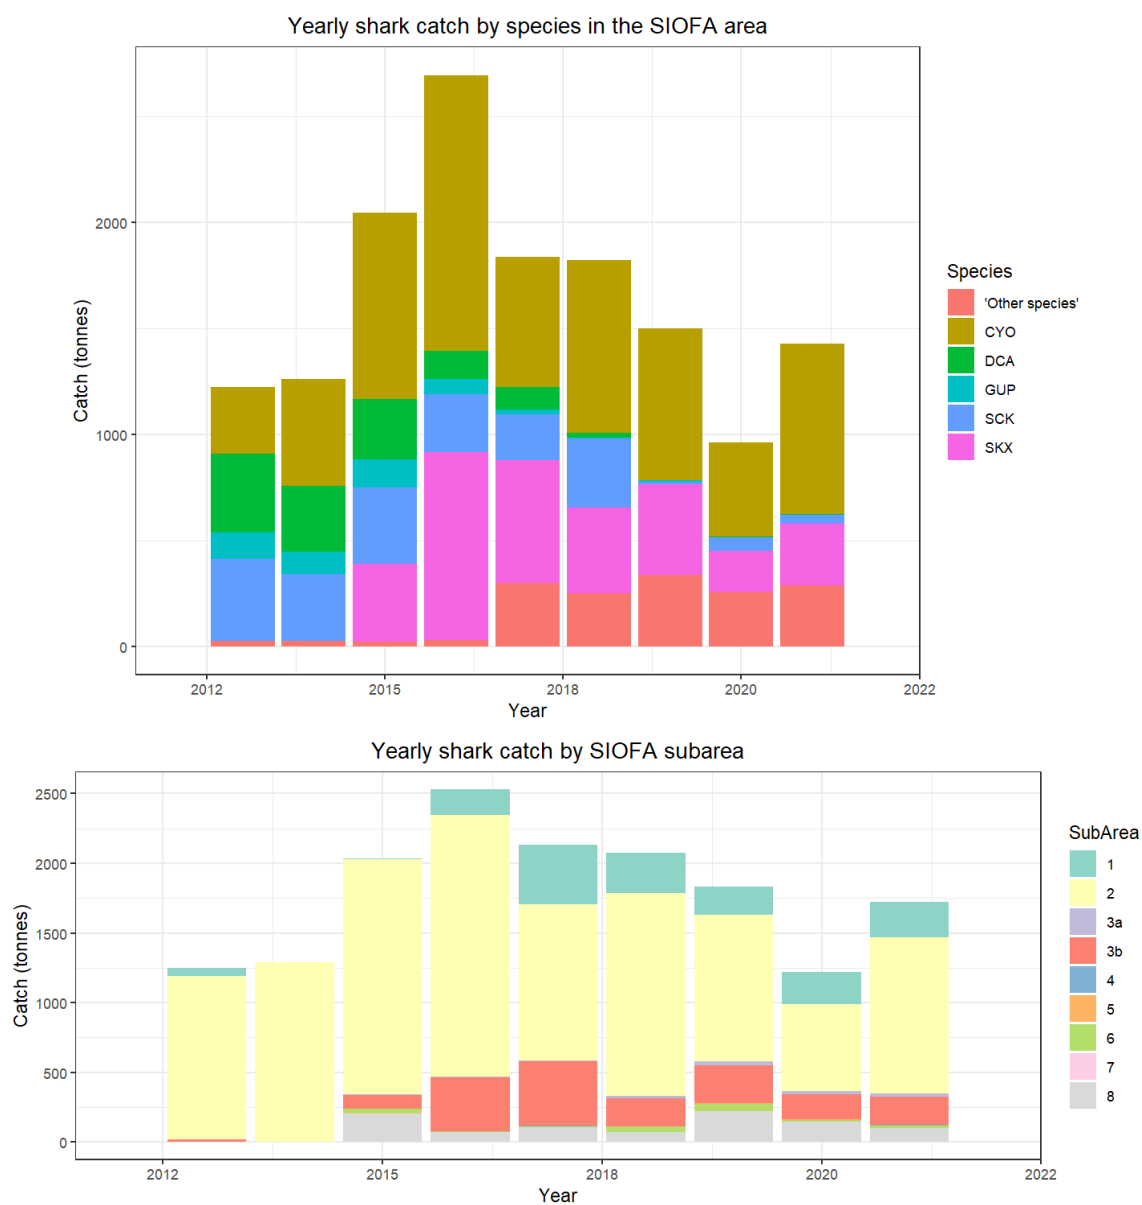 Yearly shark catch by species in the SIOFA area
Catch (tonnes)
2000
1000
0
2012 2015 2018 2020 2022
Year
Species
'Other species'
CYO
DCA
GUP
SCK
SKX
Yearly shark catch by SIOFA subarea
Catch (tonnes)
2500
2000
1500
1000
500
0
2012 2015 2018 2020 2022
Year
SubArea
1
2
3a
3b
4
5
6
7
8